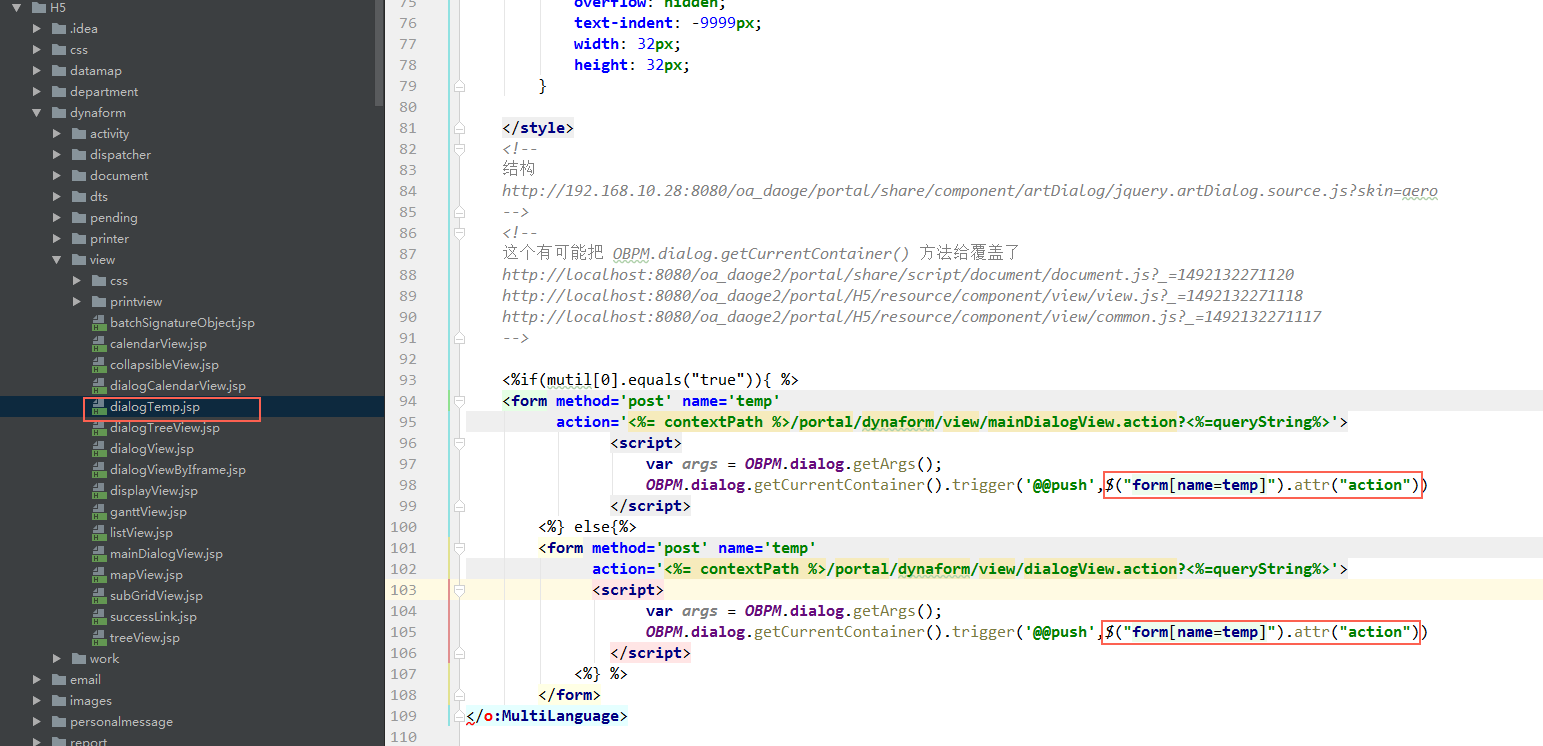 H5
.idea
css
datamap
department
dynaform
activity
dispatcher
document
dts
pending
printer
view
css
printview
batchSignatureObject.jsp
calendarView.jsp
collapsibleView.jsp
dialogCalendarView.jsp
dialogTemp.jsp
dialogTreeView.jsp
dialogView.jsp
dialogViewByIframe.jsp
displayView.jsp
ganttView.jsp
listView.jsp
mainDialogView.jsp
mapView.jsp
subGridView.jsp
successLink.jsp
treeView.jsp
work
email
images
personalmessage
report
75 overflow: hidden;
76 text-indent: -9999px;
77 width: 32px;
78 height: 32px;
79 }
80
81 </style>
82 <!--
83 结构
84 http://192.168.10.28:8080/oa_daoge/portal/share/component/artDialog/jquery.artDialog.source.js?skin=aero
85 -->
86 <!--
87 这个有可能把 OBPM.dialog.getCurrentContainer() 方法给覆盖了
88 http://localhost:8080/oa_daoge2/portal/share/script/document/document.js?_=1492132271120
89 http://localhost:8080/oa_daoge2/portal/H5/resource/component/view/view.js?_=1492132271118
90 http://localhost:8080/oa_daoge2/portal/H5/resource/component/view/common.js?_=1492132271117
91 -->
92
93 <%if(mutil[0].equals("true")){ %>
94 <form method='post' name='temp'
95 action='<%= contextPath %>/portal/dynaform/view/mainDialogView.action?<%=queryString%>'>
96 <script>
97 var args = OBPM.dialog.getArgs();
98 OBPM.dialog.getCurrentContainer().trigger('@@push',$("form[name=temp]").attr("action"))
99 </script>
100 <%} else{%>
101 <form method='post' name='temp'
102 action='<%= contextPath %>/portal/dynaform/view/dialogView.action?<%=queryString%>'>
103 <script>
104 var args = OBPM.dialog.getArgs();
105 OBPM.dialog.getCurrentContainer().trigger('@@push',$("form[name=temp]").attr("action"))
106 </script>
107 <%} %>
108 </form>
109 </o:MultiLanguage>
110